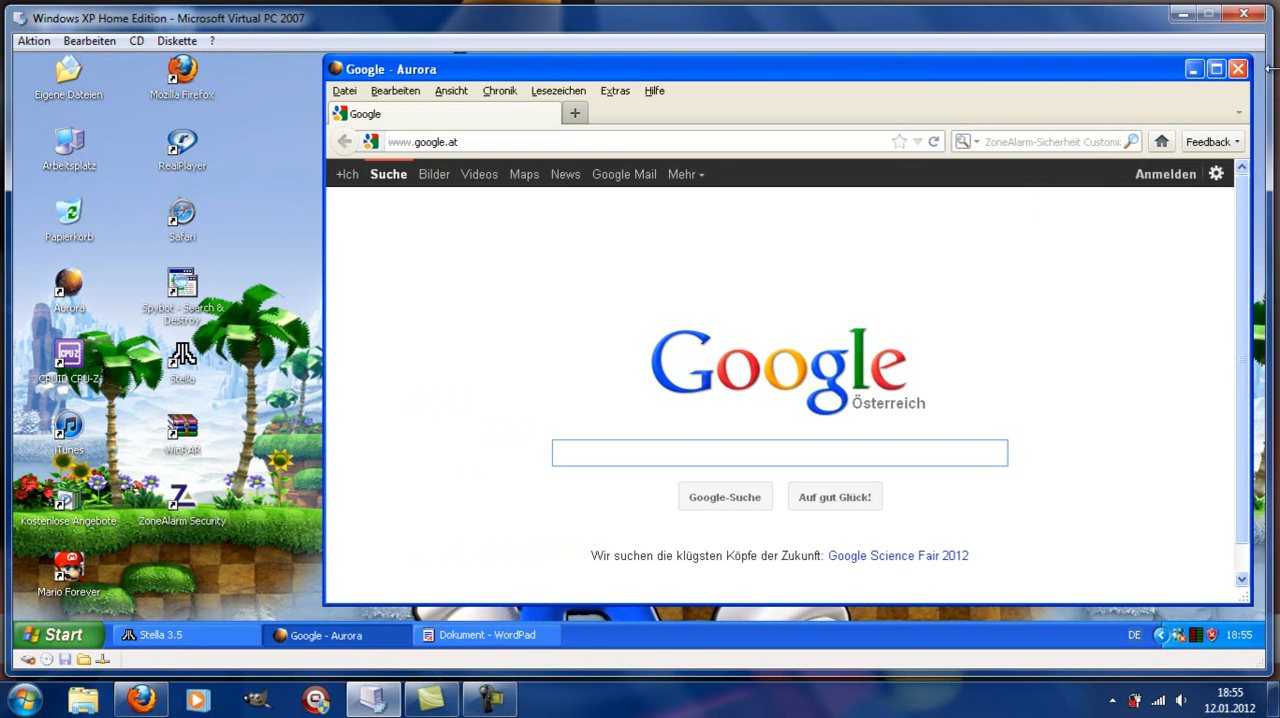 Windows XP Home Edition - Microsoft Virtual PC 2007
Aktion Bearbeiten CD Diskette ?
Eigene Dateien
Mozilla Firefox
Arbeitsplatz
RealPlayer
Papierkorb
Safari
Aurora
Spybot - Search & Destroy
CPUID CPU-Z
Stella
iTunes
WinRAR
Kostenlose Angebote
ZoneAlarm Security
Mario Forever
Google - Aurora
Datei Bearbeiten Ansicht Chronik Lesezeichen Extras Hilfe
Google
www.google.at
ZoneAlarm-Sicherheit Customi:
Feedback
+Ich Suche Bilder Videos Maps News Google Mail Mehr
Anmelden
Google
Österreich
Google-Suche
Auf gut Glück!
Wir suchen die klügsten Köpfe der Zukunft: Google Science Fair 2012
Start
Stella 3.5
Google - Aurora
Dokument - WordPad
DE
18:55
18:55
12.01.2012